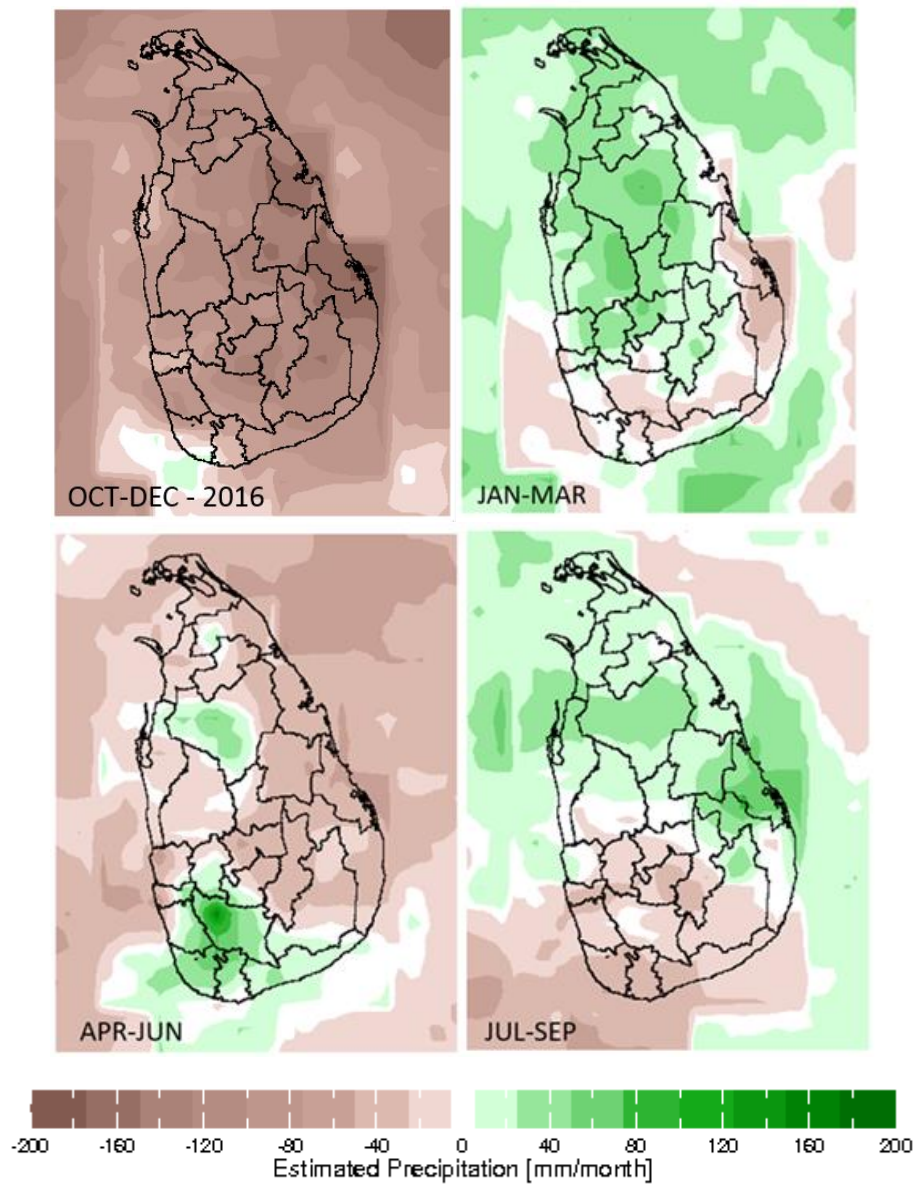 OCT-DEC - 2016
JAN-MAR
APR-JUN
JUL-SEP
-200 -160 -120 -80 -40 0 40 80 120 160 200
Estimated Precipitation [mm/month]